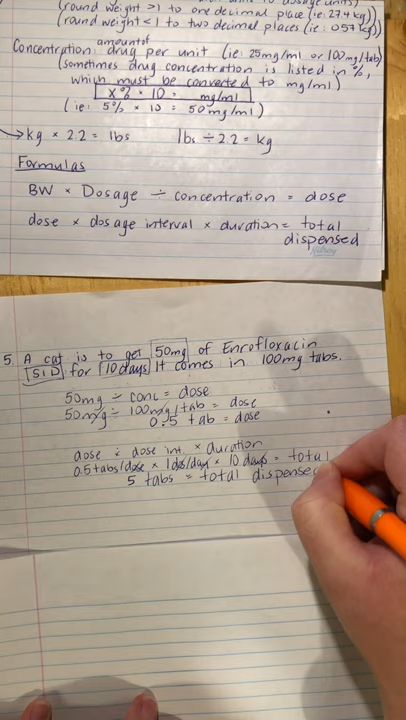 (round weight >1 to one decimal place (ie: 27.4 kg))
(round weight <1 to two decimal places (ie: 0.57 kg))
Concentration: amount of drug per unit (ie: 25mg/ml or 100mg/tab)
(sometimes drug concentration is listed in %,
which must be converted to mg/ml)
X% × 10 = mg/ml
(ie: 5% × 10 = 50mg/ml)
kg × 2.2 = lbs lbs ÷ 2.2 = kg
Formulas
BW × Dosage ÷ concentration = dose
dose × dosage interval × duration = total
dispensed
5. A cat is to get 50mg of Enrofloxacin
SID for 10 days. It comes in 100mg tabs.
50mg ÷ conc = dose
50mg ÷ 100mg/tab = dose
0.5 tab = dose
dose × dose int. × duration
0.5 tabs/dose × 1 dos/day × 10 days = total
5 tabs = total dispense